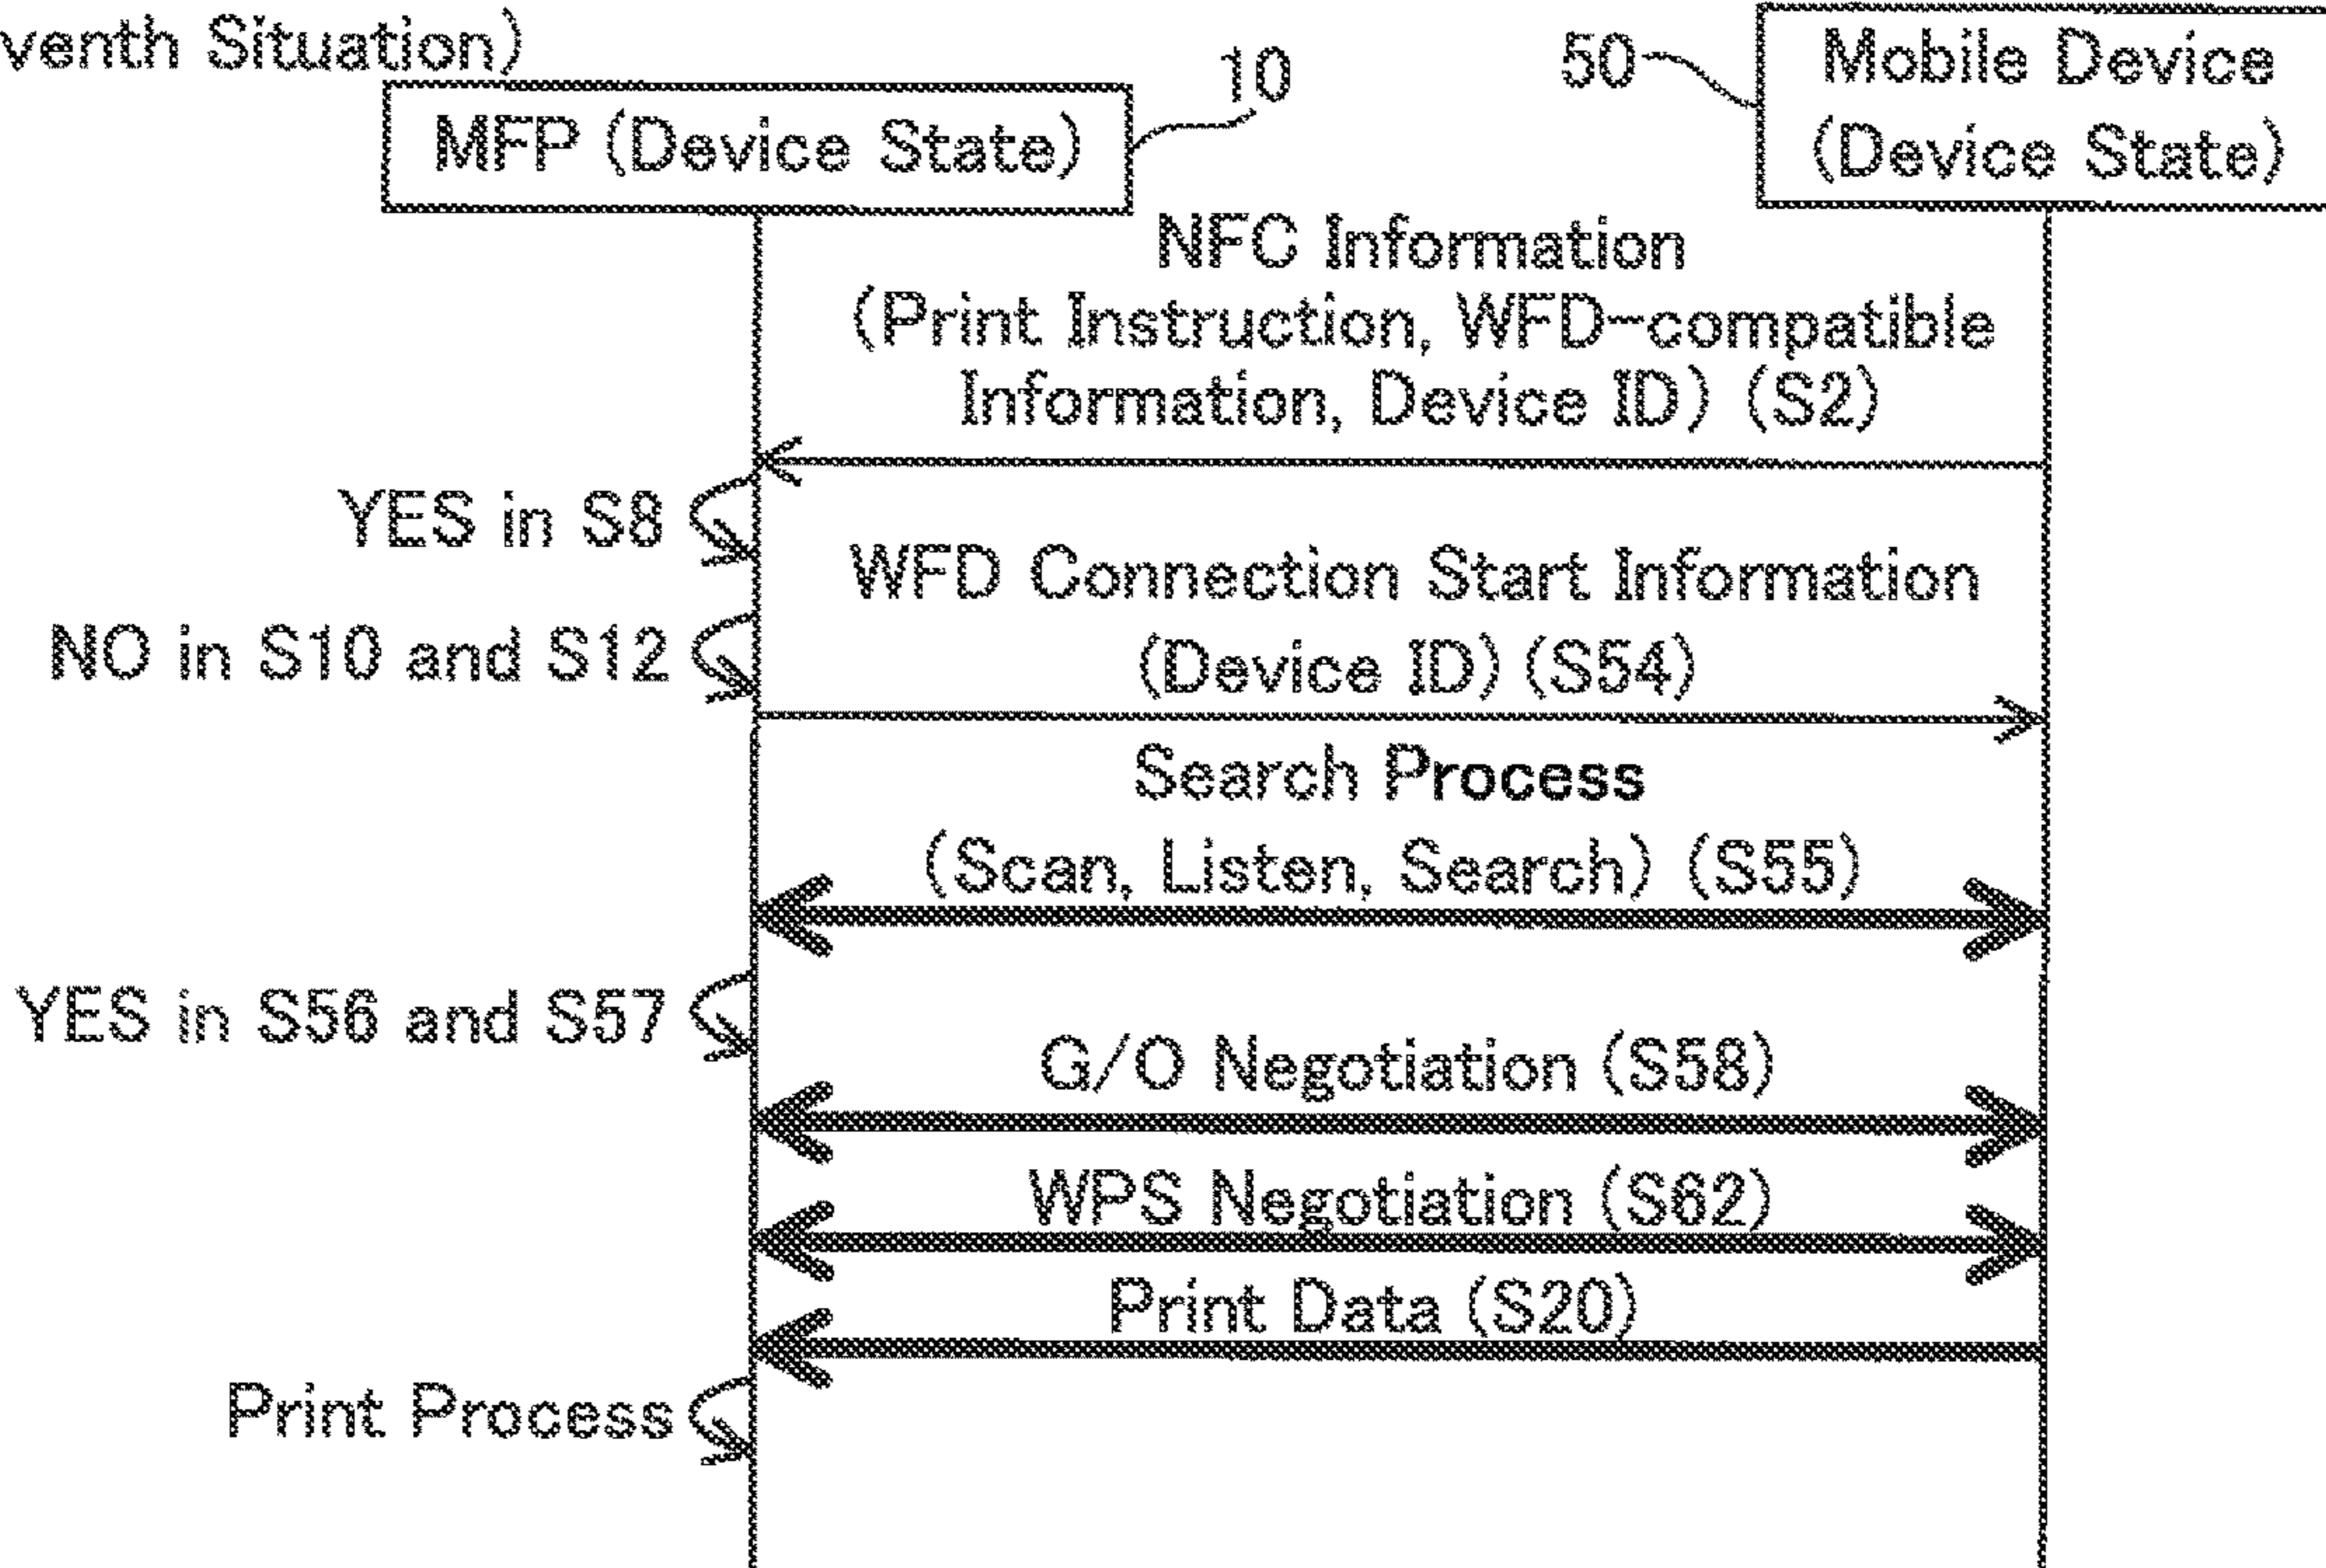 venth Situation)
10
50
Mobile Device
(Device State)
MFP (Device State)
NFC Information
(Print Instruction, WFD-compatible
Information, Device ID) (S2)
YES in S8
WFD Connection Start Information
(Device ID) (S54)
NO in S10 and S12
Search Process
(Scan, Listen, Search) (S55)
YES in S56 and S57
G/O Negotiation (S58)
WPS Negotiation (S62)
Print Data (S20)
Print Process